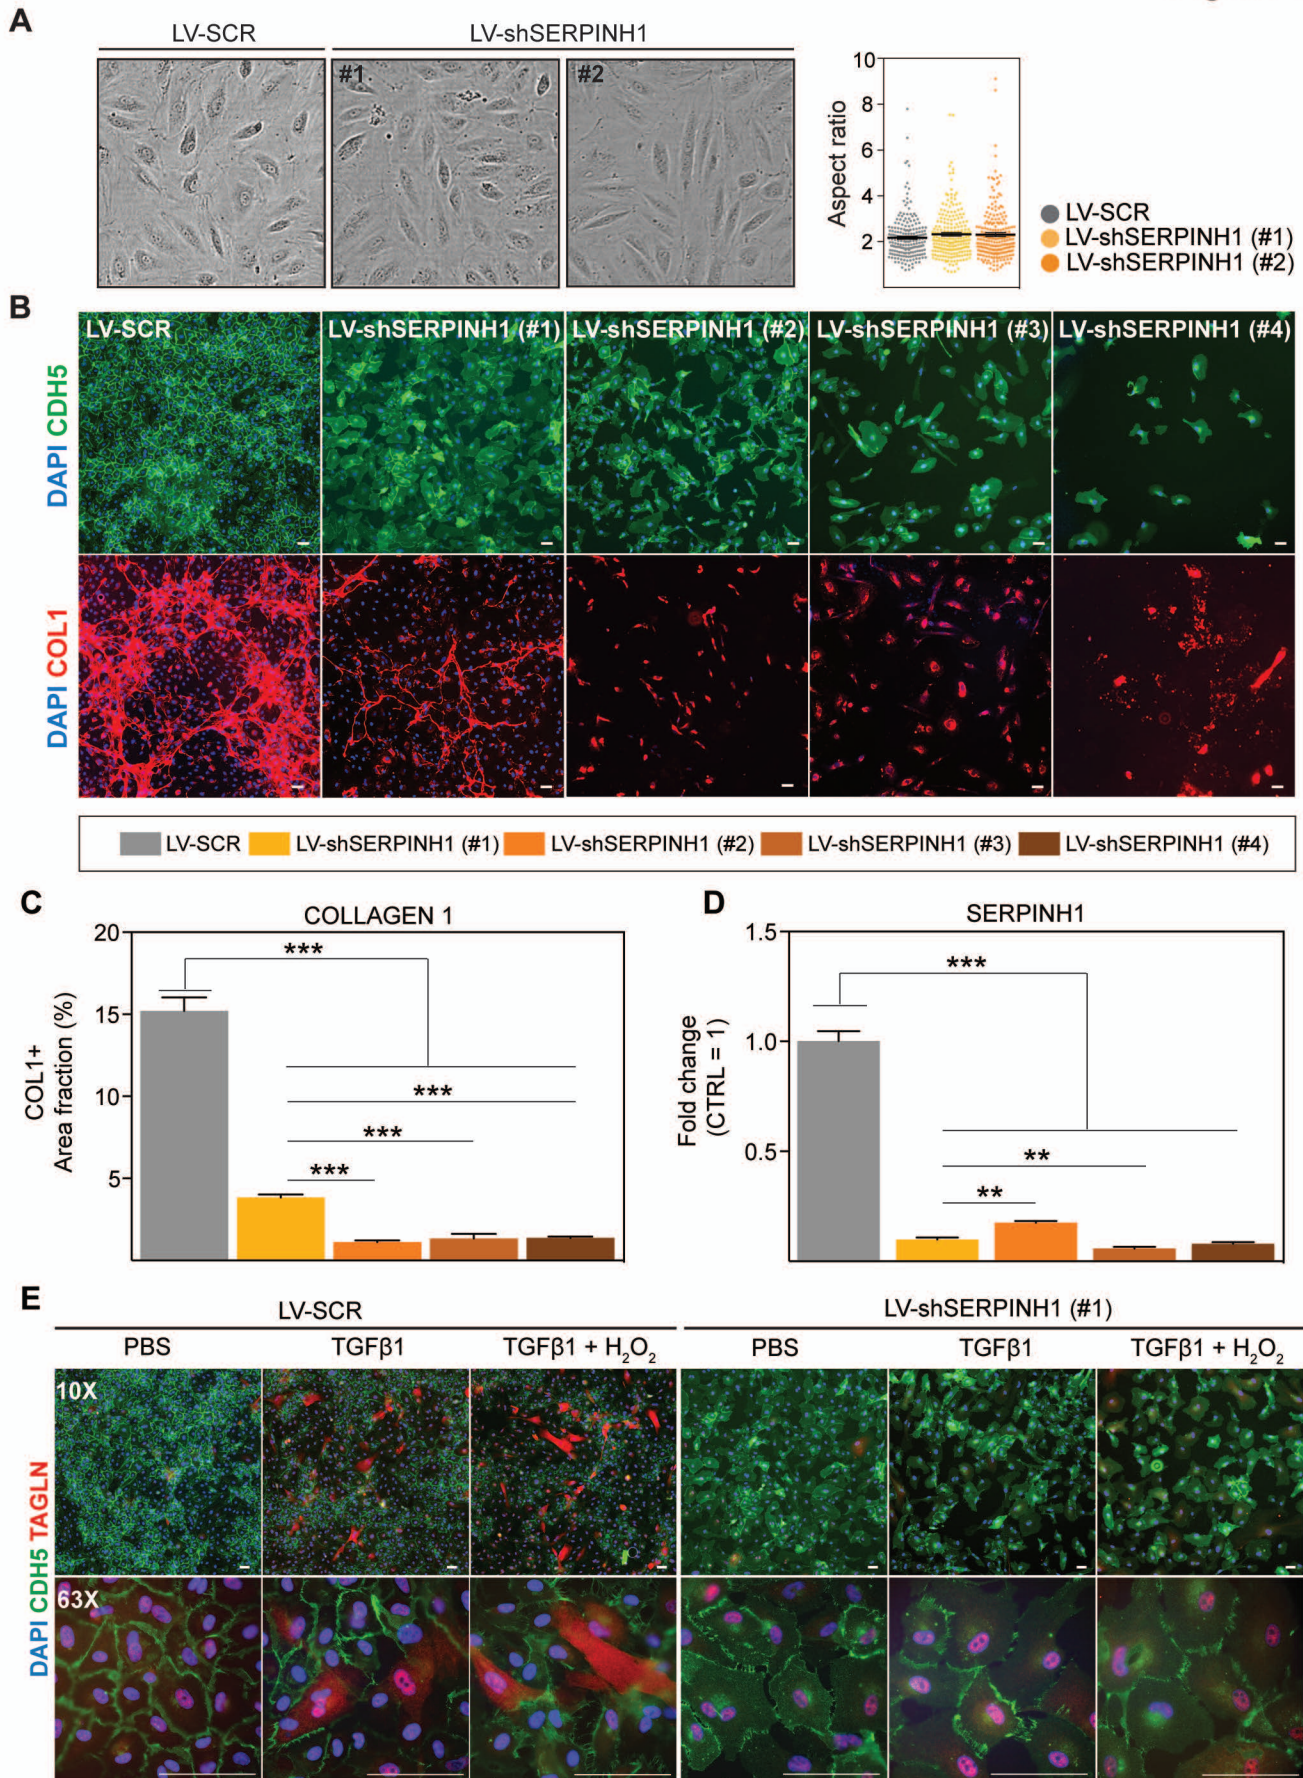 A
LV-SCR
LV-shSERPINH1
#1
#2
Aspect ratio
10
8
6
4
2
LV-SCR
LV-shSERPINH1 (#1)
LV-shSERPINH1 (#2)
B
LV-SCR
LV-shSERPINH1 (#1)
LV-shSERPINH1 (#2)
LV-shSERPINH1 (#3)
LV-shSERPINH1 (#4)
DAPI CDH5
DAPI COL1
LV-SCR
LV-shSERPINH1 (#1)
LV-shSERPINH1 (#2)
LV-shSERPINH1 (#3)
LV-shSERPINH1 (#4)
C
COLLAGEN 1
COL1+
Area fraction (%)
20
15
10
5
***
***
***
***
D
SERPINH1
Fold change
(CTRL = 1)
1.5
1.0
0.5
***
**
**
E
LV-SCR
LV-shSERPINH1 (#1)
PBS
TGFβ1
TGFβ1 + H₂O₂
PBS
TGFβ1
TGFβ1 + H₂O₂
DAPI CDH5 TAGLN
10X
63X